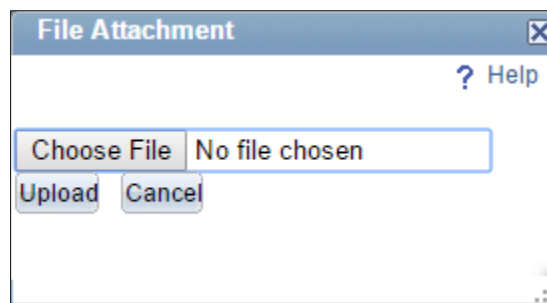 File Attachment
? Help
Choose File No file chosen
Upload Cancel